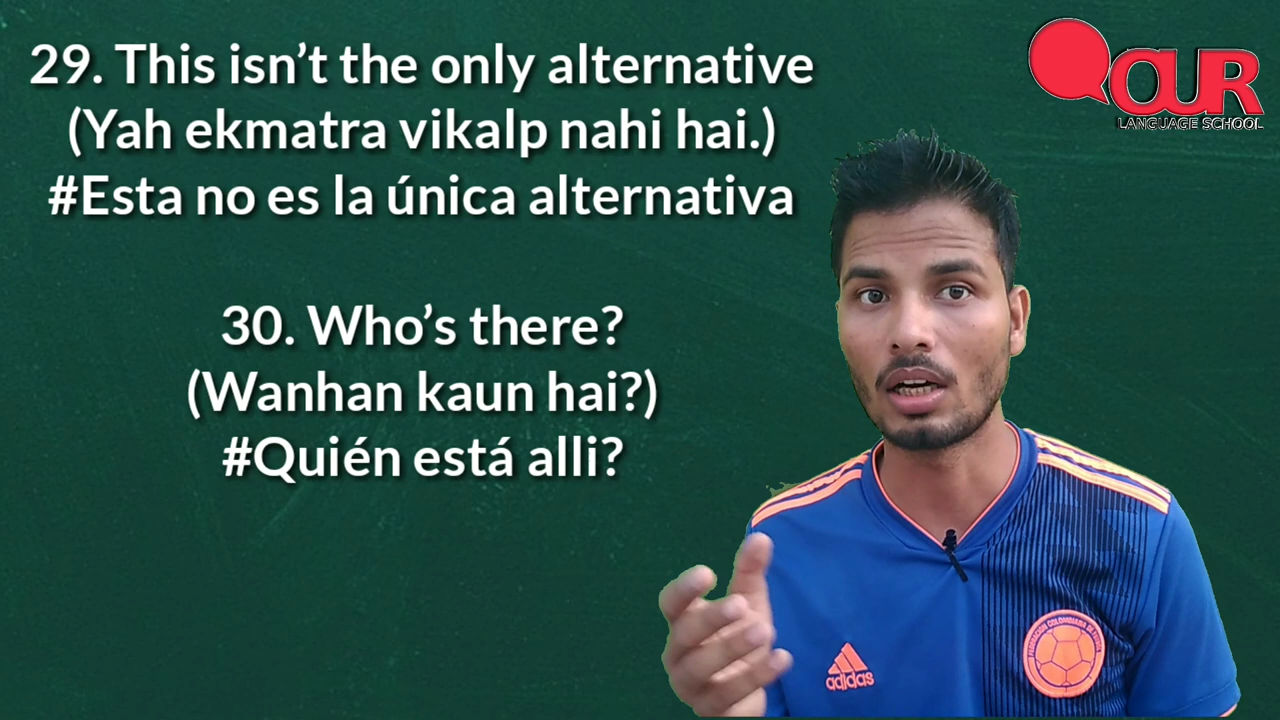 29. This isn't the only alternative
(Yah ekmatra vikalp nahi hai.)
#Esta no es la única alternativa
30. Who's there?
(Wanhan kaun hai?)
#Quién está alli?
OUR
LANGUAGE SCHOOL
adidas